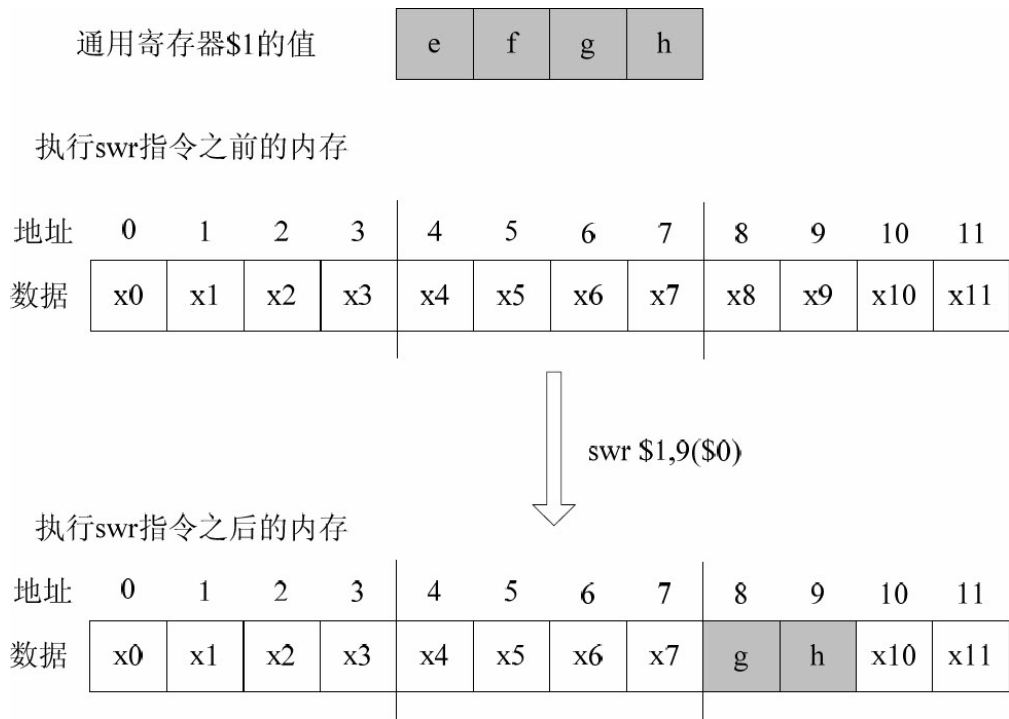 通用寄存器$1的值 e f g h
执行swr指令之前的内存
地址 0 1 2 3 4 5 6 7 8 9 10 11
数据 x0 x1 x2 x3 x4 x5 x6 x7 x8 x9 x10 x11
swr $1,9($0)
执行swr指令之后的内存
地址 0 1 2 3 4 5 6 7 8 9 10 11
数据 x0 x1 x2 x3 x4 x5 x6 x7 g h x10 x11